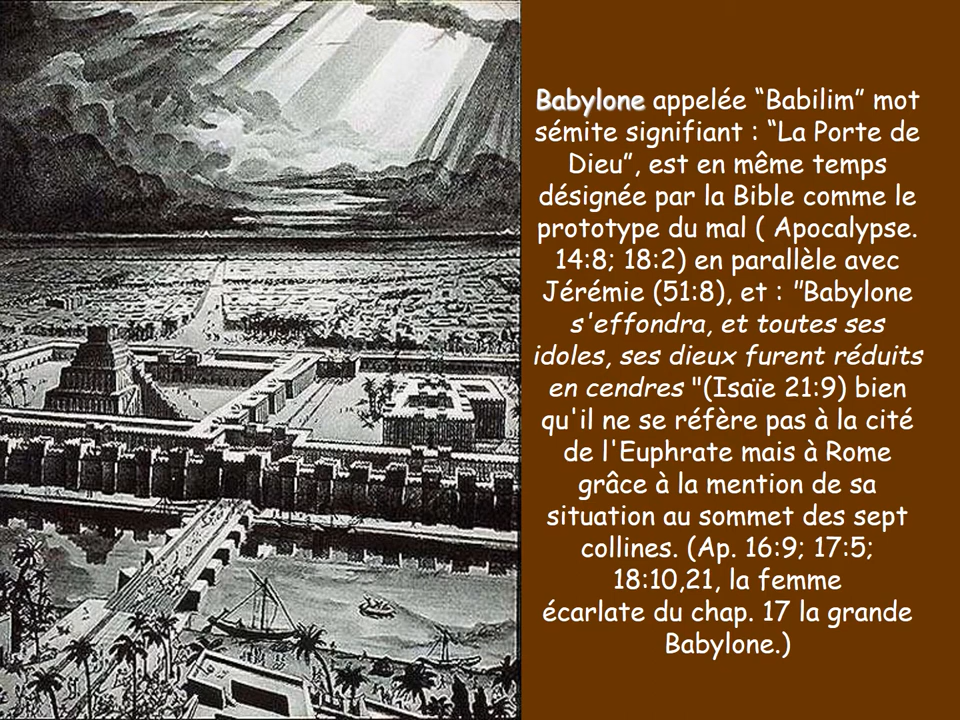 Babylone appelée “Babilim” mot
sémite signifiant : “La Porte de
Dieu”, est en même temps
désignée par la Bible comme le
prototype du mal ( Apocalypse.
14:8; 18:2) en parallèle avec
Jérémie (51:8), et : "Babylone
s'effondra, et toutes ses
idoles, ses dieux furent réduits
en cendres "(Isaïe 21:9) bien
qu'il ne se réfère pas à la cité
de l'Euphrate mais à Rome
grâce à la mention de sa
situation au sommet des sept
collines. (Ap. 16:9; 17:5;
18:10,21, la femme
écarlate du chap. 17 la grande
Babylone.)